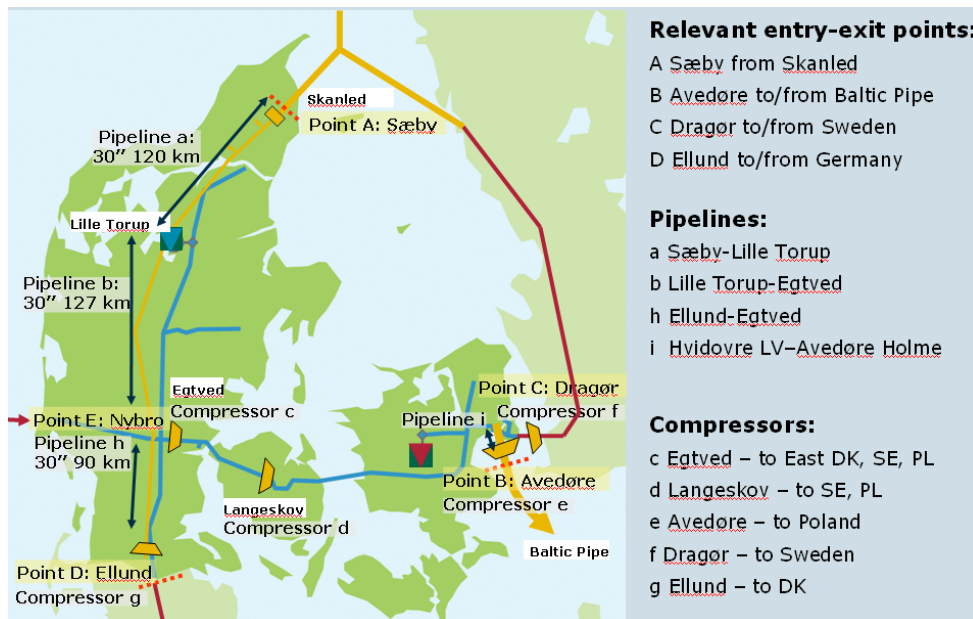 Skanled
Point A: Sæby
Pipeline a:
30” 120 km
Lille Torup
Pipeline b:
30” 127 km
Egtved
Compressor c
Point C: Dragør
Compressor f
Pipeline i
Point E: Nybro
Pipeline h
30” 90 km
Point B: Avedøre
Compressor e
Langeskov
Compressor d
Baltic Pipe
Point D: Ellund
Compressor g
Relevant entry-exit points:
A Sæby from Skanled
B Avedøre to/from Baltic Pipe
C Dragør to/from Sweden
D Ellund to/from Germany
Pipelines:
a Sæby-Lille Torup
b Lille Torup-Egtved
h Ellund-Egtved
i Hvidovre LV–Avedøre Holme
Compressors:
c Egtved – to East DK, SE, PL
d Langeskov – to SE, PL
e Avedøre – to Poland
f Dragør – to Sweden
g Ellund – to DK